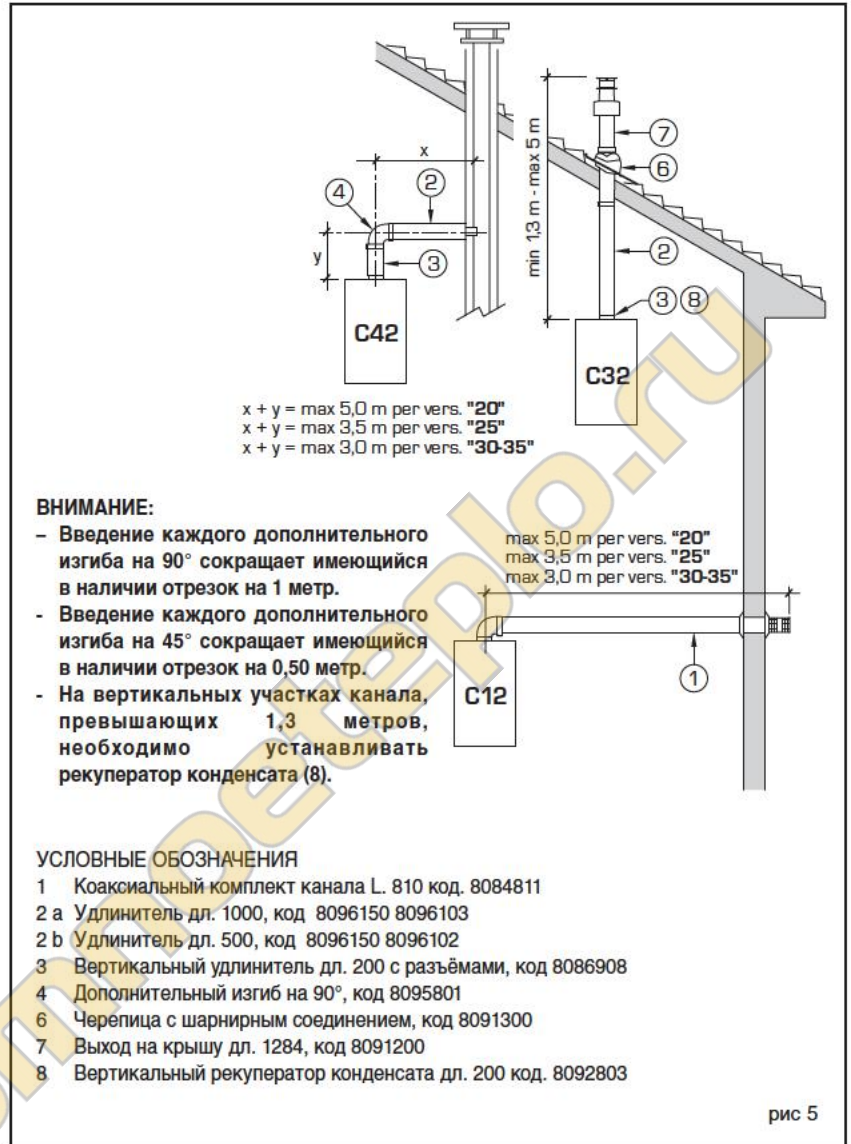 min 1,3 m - max 5 m
7
6
x
2
4
y
3
2
3 8
C42
C32
x + y = max 5,0 m per vers. "20"
x + y = max 3,5 m per vers. "25"
x + y = max 3,0 m per vers. "30-35"
ВНИМАНИЕ:
– Введение каждого дополнительного
изгиба на 90° сокращает имеющийся
в наличии отрезок на 1 метр.
- Введение каждого дополнительного
изгиба на 45° сокращает имеющийся
в наличии отрезок на 0,50 метр.
- На вертикальных участках канала,
превышающих 1,3 метров,
необходимо устанавливать
рекуператор конденсата (8).
max 5,0 m per vers. "20"
max 3,5 m per vers. "25"
max 3,0 m per vers. "30-35"
1
C12
УСЛОВНЫЕ ОБОЗНАЧЕНИЯ
1 Коаксиальный комплект канала L. 810 код. 8084811
2 a Удлинитель дл. 1000, код 8096150 8096103
2 b Удлинитель дл. 500, код 8096150 8096102
3 Вертикальный удлинитель дл. 200 с разъёмами, код 8086908
4 Дополнительный изгиб на 90°, код 8095801
6 Черепица с шарнирным соединением, код 8091300
7 Выход на крышу дл. 1284, код 8091200
8 Вертикальный рекуператор конденсата дл. 200 код. 8092803
рис 5
omnoeteplo.ru